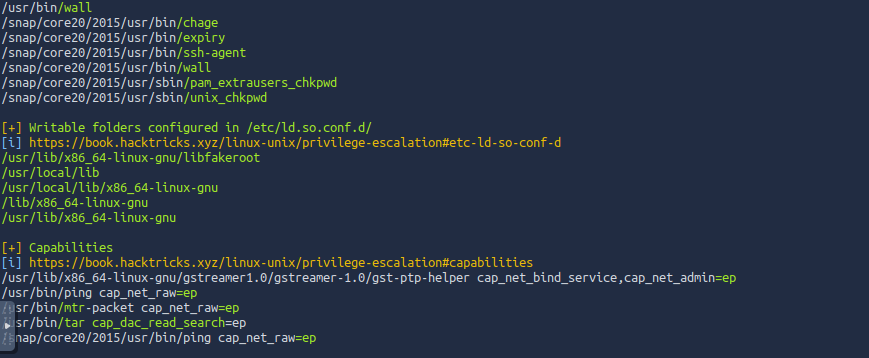 /usr/bin/wall
/snap/core20/2015/usr/bin/chage
/snap/core20/2015/usr/bin/expiry
/snap/core20/2015/usr/bin/ssh-agent
/snap/core20/2015/usr/bin/wall
/snap/core20/2015/usr/sbin/pam_extrausers_chkpwd
/snap/core20/2015/usr/sbin/unix_chkpwd
[+] Writable folders configured in /etc/ld.so.conf.d/
[i] https://book.hacktricks.xyz/linux-unix/privilege-escalation#etc-ld-so-conf-d
/usr/lib/x86_64-linux-gnu/libfakeroot
/usr/local/lib
/usr/local/lib/x86_64-linux-gnu
/lib/x86_64-linux-gnu
/usr/lib/x86_64-linux-gnu
[+] Capabilities
[i] https://book.hacktricks.xyz/linux-unix/privilege-escalation#capabilities
/usr/lib/x86_64-linux-gnu/gstreamer1.0/gstreamer-1.0/gst-ptp-helper cap_net_bind_service,cap_net_admin=ep
/usr/bin/ping cap_net_raw=ep
/usr/bin/mtr-packet cap_net_raw=ep
/usr/bin/tar cap_dac_read_search=ep
/snap/core20/2015/usr/bin/ping cap_net_raw=ep